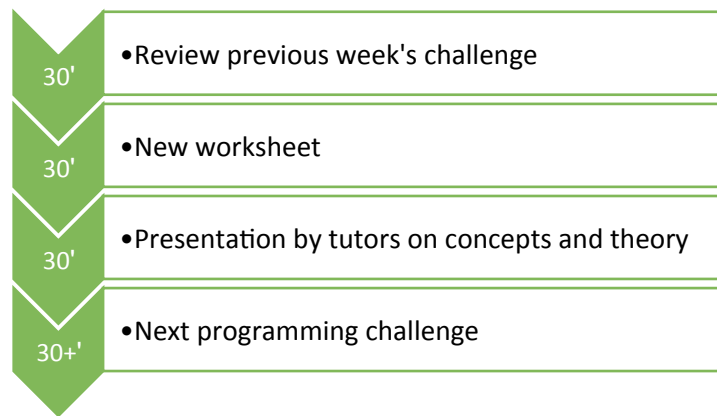 30'
•Review previous week's challenge
30'
•New worksheet
30'
•Presentation by tutors on concepts and theory
30+'
•Next programming challenge